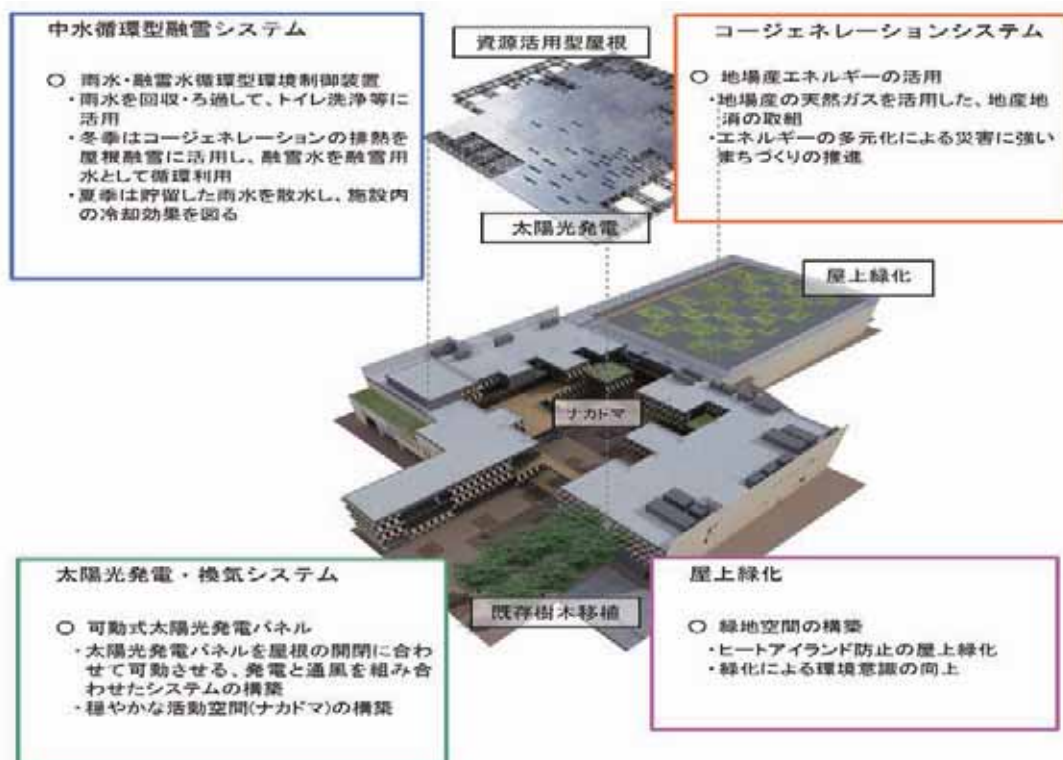 中水循環型融雪システム
○ 雨水・融雪水循環型環境制御装置
・雨水を回収・ろ過して、トイレ洗浄等に
活用
・冬季はコージェネレーションの排熱を
屋根融雪に活用し、融雪水を融雪用
水として循環利用
・夏季は貯留した雨水を散水し、施設内
の冷却効果を図る
資源活用型屋根
太陽光発電
コージェネレーションシステム
○ 地場産エネルギーの活用
・地場産の天然ガスを活用した、地産地
消の取組
・エネルギーの多元化による災害に強い
まちづくりの推進
屋上緑化
ナカドマ
既存樹木移植
太陽光発電・換気システム
○ 可動式太陽光発電パネル
・太陽光発電パネルを屋根の開閉に合わ
せて可動させる、発電と通風を組み合
わせたシステムの構築
・穏やかな活動空間(ナカドマ)の構築
屋上緑化
○ 緑地空間の構築
・ヒートアイランド防止の屋上緑化
・緑化による環境意識の向上